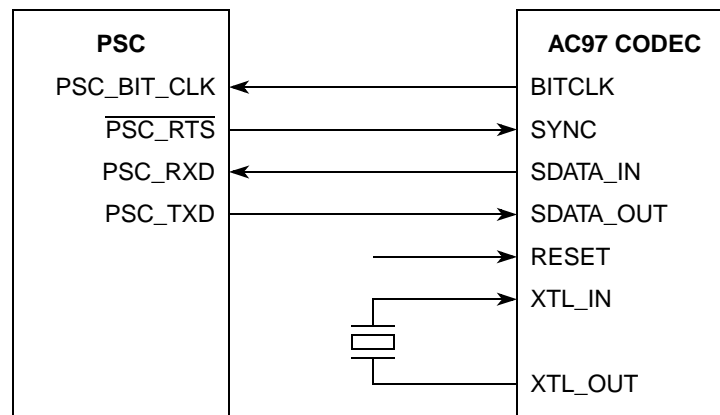 PSC
PSC_BIT_CLK
PSC_RTS
PSC_RXD
PSC_TXD
AC97 CODEC
BITCLK
SYNC
SDATA_IN
SDATA_OUT
RESET
XTL_IN
XTL_OUT